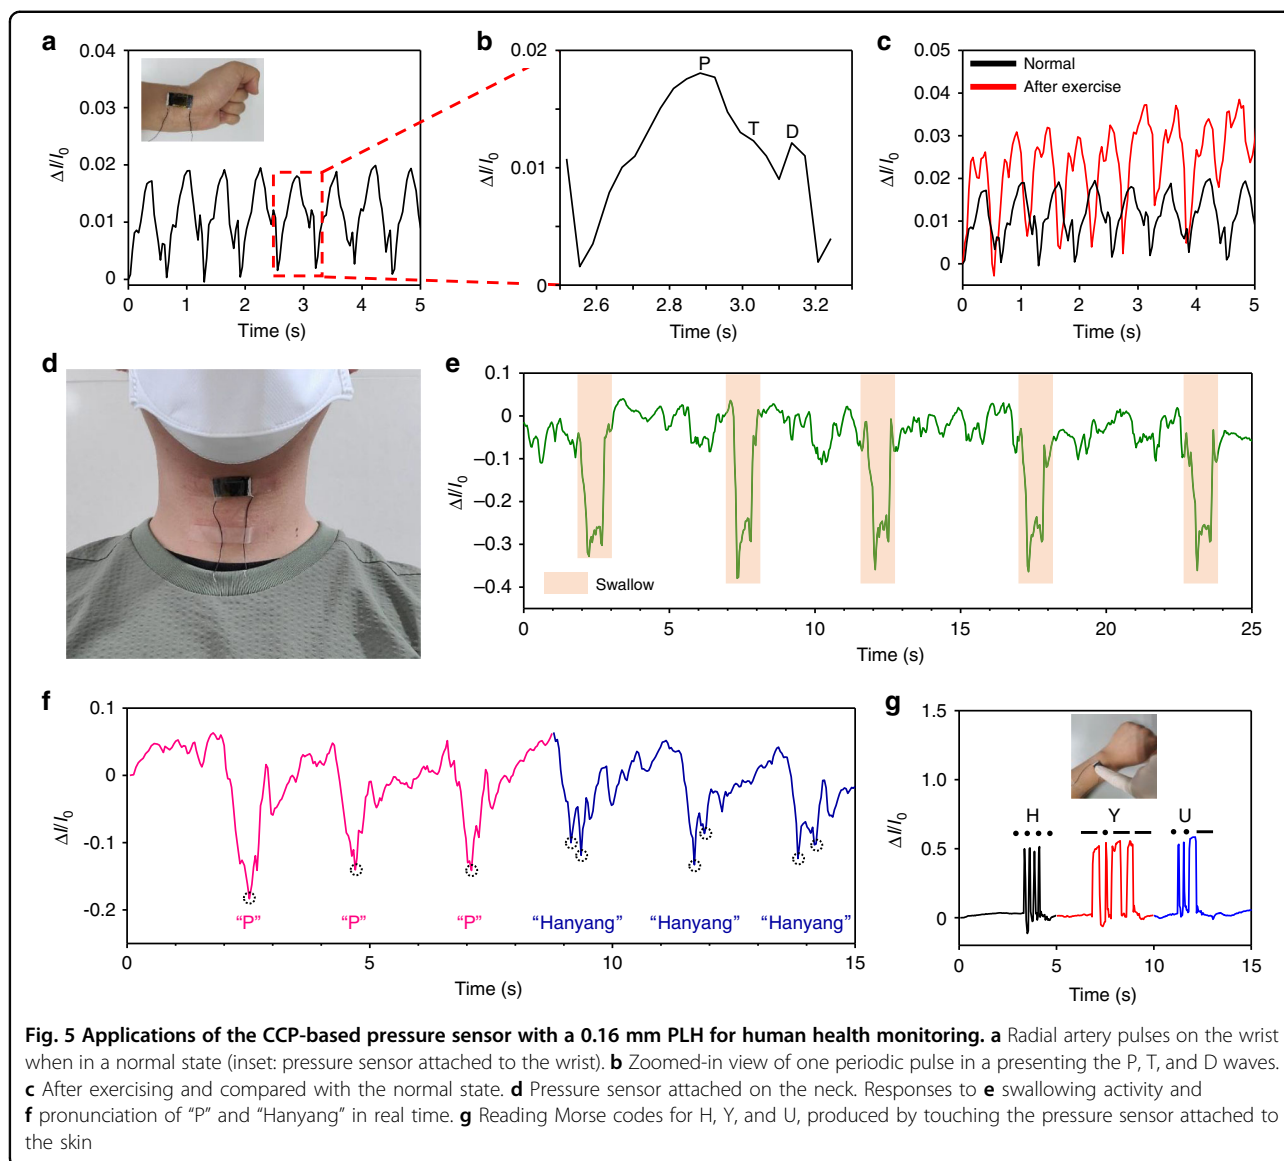 a
0.04
0.03
0.02
0.01
0
ΔI/I0
0 1 2 3 4 5
Time (s)
b
0.02
0.01
0
ΔI/I0
P
T
D
2.6 2.8 3.0 3.2
Time (s)
c
0.05
0.04
0.03
0.02
0.01
0
ΔI/I0
Normal
After exercise
0 1 2 3 4 5
Time (s)
d
e
0.1
0
−0.1
−0.2
−0.3
−0.4
ΔI/I0
Swallow
0 5 10 15 20 25
Time (s)
f
0.1
0
-0.1
-0.2
ΔI/I0
“P” “P” “P” “Hanyang” “Hanyang” “Hanyang”
0 5 10 15
Time (s)
g
1.5
1.0
0.5
0
ΔI/I0
H Y U
0 5 10 15
Time (s)
Fig. 5 Applications of the CCP-based pressure sensor with a 0.16 mm PLH for human health monitoring. a Radial artery pulses on the wrist
when in a normal state (inset: pressure sensor attached to the wrist). b Zoomed-in view of one periodic pulse in a presenting the P, T, and D waves.
c After exercising and compared with the normal state. d Pressure sensor attached on the neck. Responses to e swallowing activity and
f pronunciation of “P” and “Hanyang” in real time. g Reading Morse codes for H, Y, and U, produced by touching the pressure sensor attached to
the skin